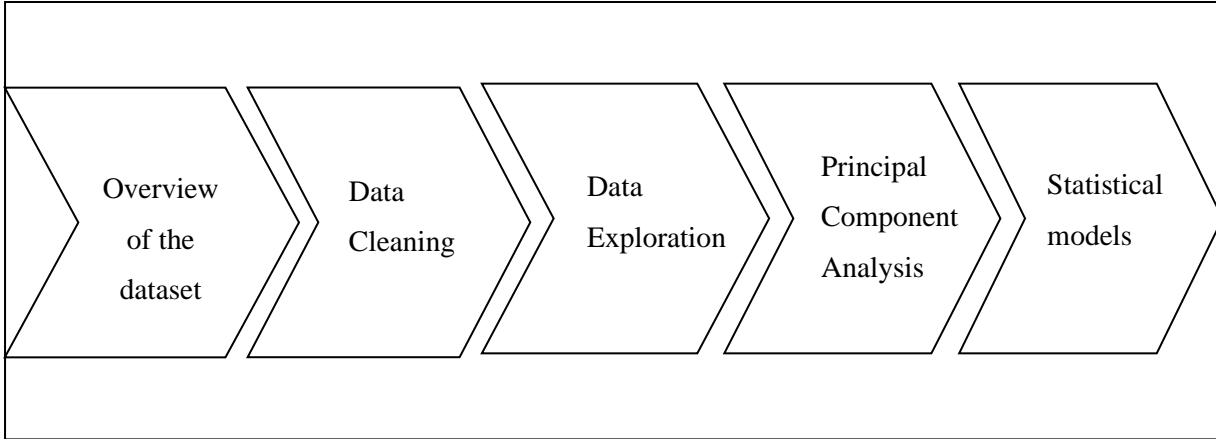 Overview
of the
dataset
Data
Cleaning
Data
Exploration
Principal
Component
Analysis
Statistical
models